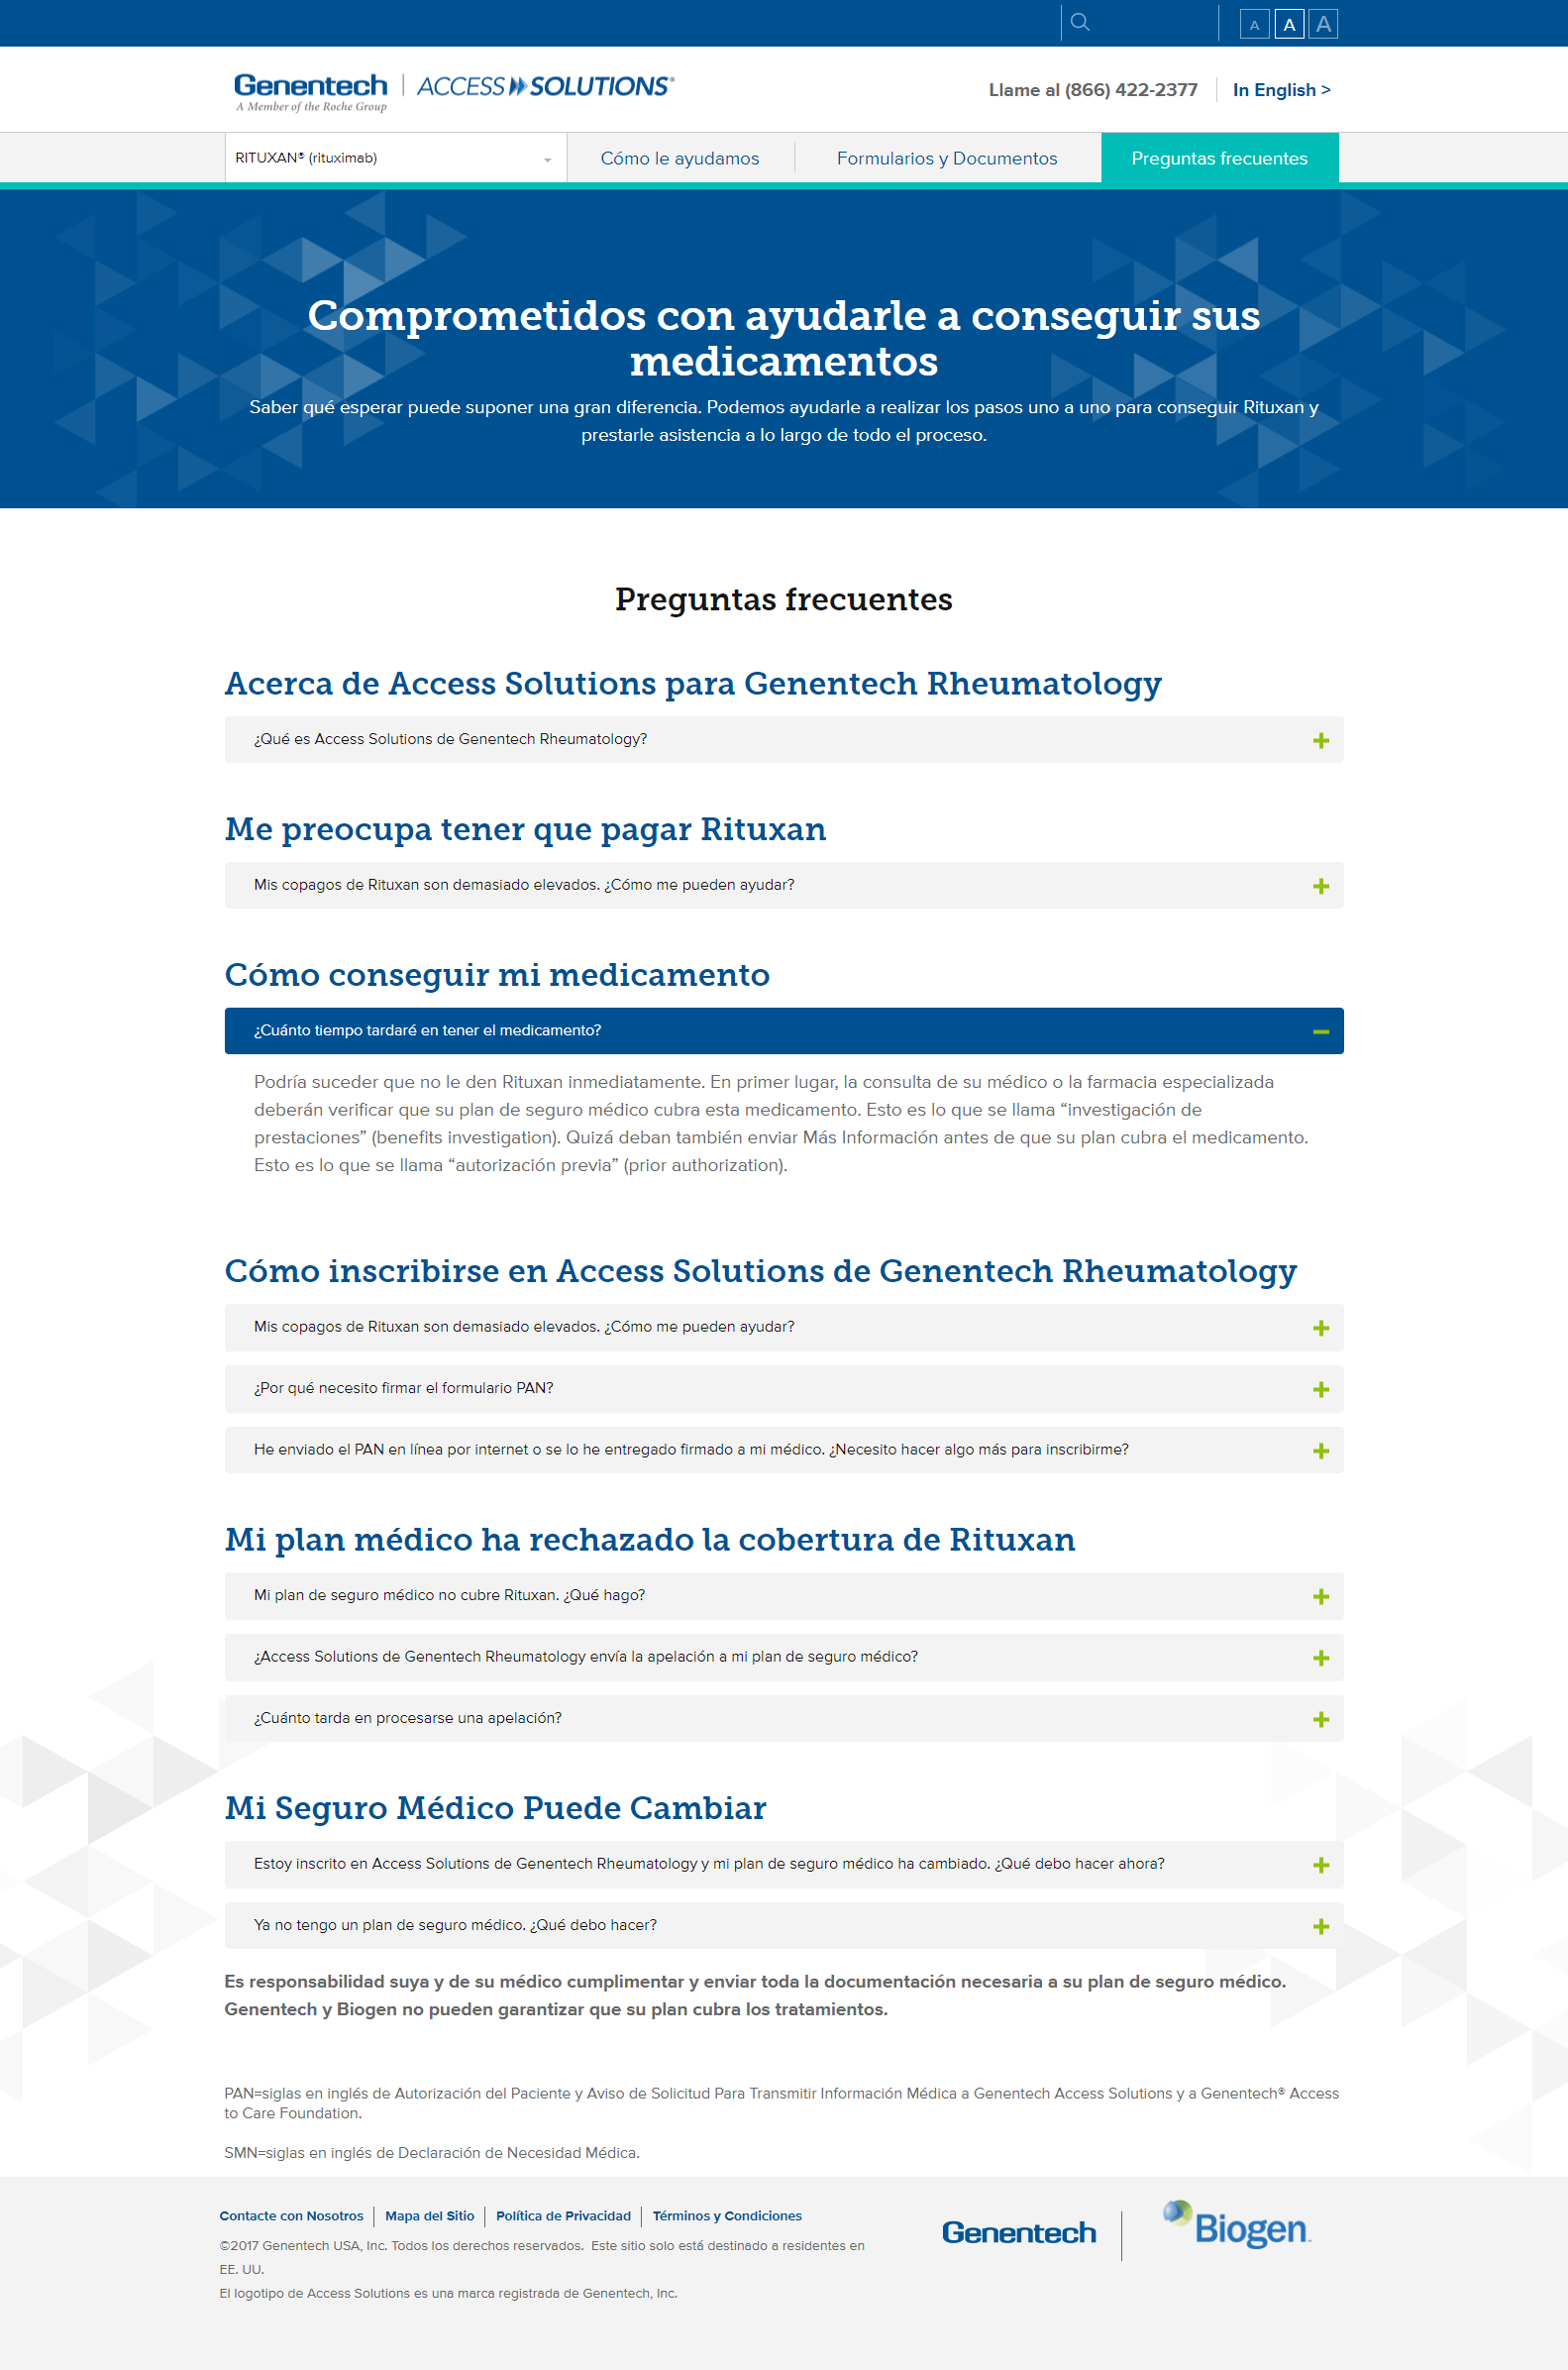 A A A
Genentech
A Member of the Roche Group
ACCESS SOLUTIONS®
Llame al (866) 422-2377
In English >
RITUXAN® (rituximab)
Cómo le ayudamos
Formularios y Documentos
Preguntas frecuentes
Comprometidos con ayudarle a conseguir sus
medicamentos
Saber qué esperar puede suponer una gran diferencia. Podemos ayudarle a realizar los pasos uno a uno para conseguir Rituxan y
prestarle asistencia a lo largo de todo el proceso.
Preguntas frecuentes
Acerca de Access Solutions para Genentech Rheumatology
¿Qué es Access Solutions de Genentech Rheumatology?
Me preocupa tener que pagar Rituxan
Mis copagos de Rituxan son demasiado elevados. ¿Cómo me pueden ayudar?
Cómo conseguir mi medicamento
¿Cuánto tiempo tardaré en tener el medicamento?
Podría suceder que no le den Rituxan inmediatamente. En primer lugar, la consulta de su médico o la farmacia especializada
deberán verificar que su plan de seguro médico cubra esta medicamento. Esto es lo que se llama “investigación de
prestaciones” (benefits investigation). Quizá deban también enviar Más Información antes de que su plan cubra el medicamento.
Esto es lo que se llama “autorización previa” (prior authorization).
Cómo inscribirse en Access Solutions de Genentech Rheumatology
Mis copagos de Rituxan son demasiado elevados. ¿Cómo me pueden ayudar?
¿Por qué necesito firmar el formulario PAN?
He enviado el PAN en línea por internet o se lo he entregado firmado a mi médico. ¿Necesito hacer algo más para inscribirme?
Mi plan médico ha rechazado la cobertura de Rituxan
Mi plan de seguro médico no cubre Rituxan. ¿Qué hago?
¿Access Solutions de Genentech Rheumatology envía la apelación a mi plan de seguro médico?
¿Cuánto tarda en procesarse una apelación?
Mi Seguro Médico Puede Cambiar
Estoy inscrito en Access Solutions de Genentech Rheumatology y mi plan de seguro médico ha cambiado. ¿Qué debo hacer ahora?
Ya no tengo un plan de seguro médico. ¿Qué debo hacer?
Es responsabilidad suya y de su médico cumplimentar y enviar toda la documentación necesaria a su plan de seguro médico.
Genentech y Biogen no pueden garantizar que su plan cubra los tratamientos.
PAN=siglas en inglés de Autorización del Paciente y Aviso de Solicitud Para Transmitir Información Médica a Genentech Access Solutions y a Genentech® Access
to Care Foundation.
SMN=siglas en inglés de Declaración de Necesidad Médica.
Contacte con Nosotros
Mapa del Sitio
Política de Privacidad
Términos y Condiciones
©2017 Genentech USA, Inc. Todos los derechos reservados. Este sitio solo está destinado a residentes en
EE. UU.
El logotipo de Access Solutions es una marca registrada de Genentech, Inc.
Genentech
Biogen